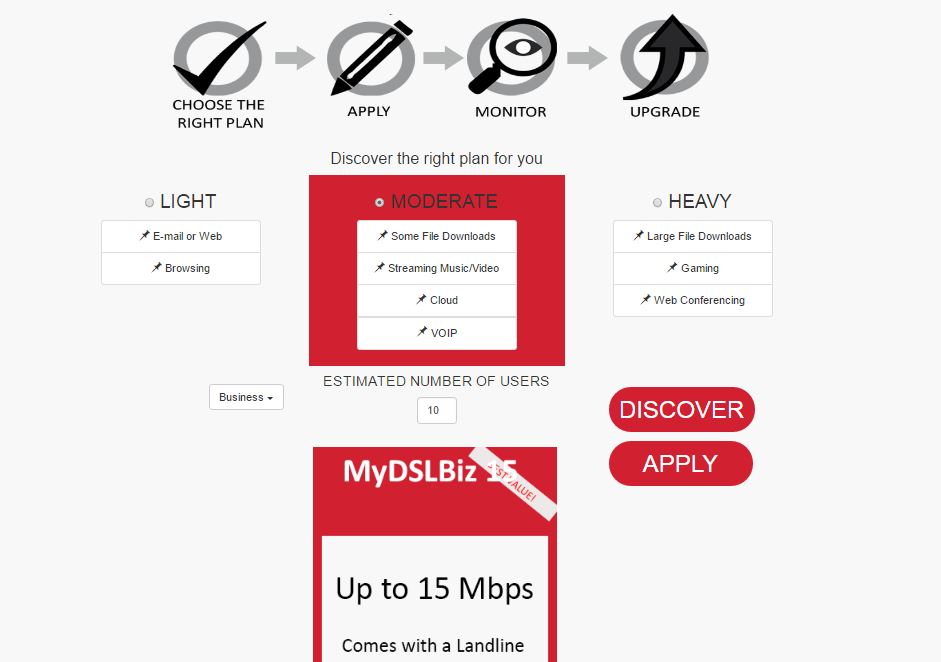 CHOOSE THE
RIGHT PLAN
APPLY
MONITOR
UPGRADE
Discover the right plan for you
LIGHT
E-mail or Web
Browsing
MODERATE
Some File Downloads
Streaming Music/Video
Cloud
VOIP
HEAVY
Large File Downloads
Gaming
Web Conferencing
ESTIMATED NUMBER OF USERS
Business
10
DISCOVER
APPLY
MyDSLBiz 15
VALUE!
Up to 15 Mbps
Comes with a Landline